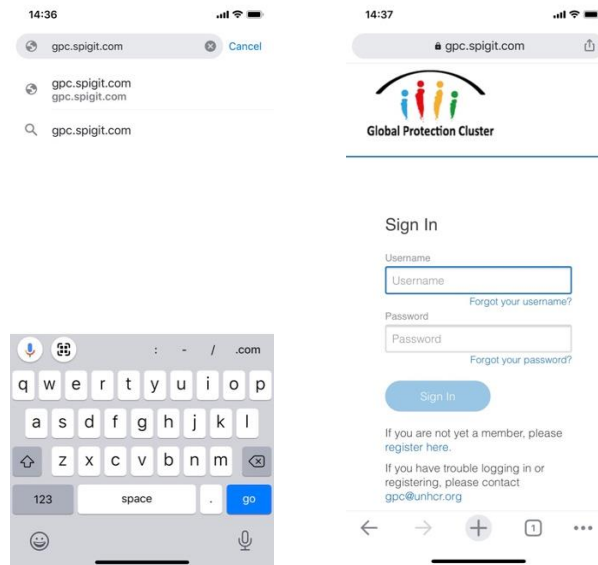 14:36
gpc.spigit.com
Cancel
gpc.spigit.com
gpc.spigit.com
gpc.spigit.com
: - / .com
q w e r t y u i o p
a s d f g h j k l
z x c v b n m
123 space . go
14:37
gpc.spigit.com
Global Protection Cluster
Sign In
Username
Username
Forgot your username?
Password
Password
Forgot your password?
Sign In
If you are not yet a member, please
register here.
If you have trouble logging in or
registering, please contact
gpc@unhcr.org
1